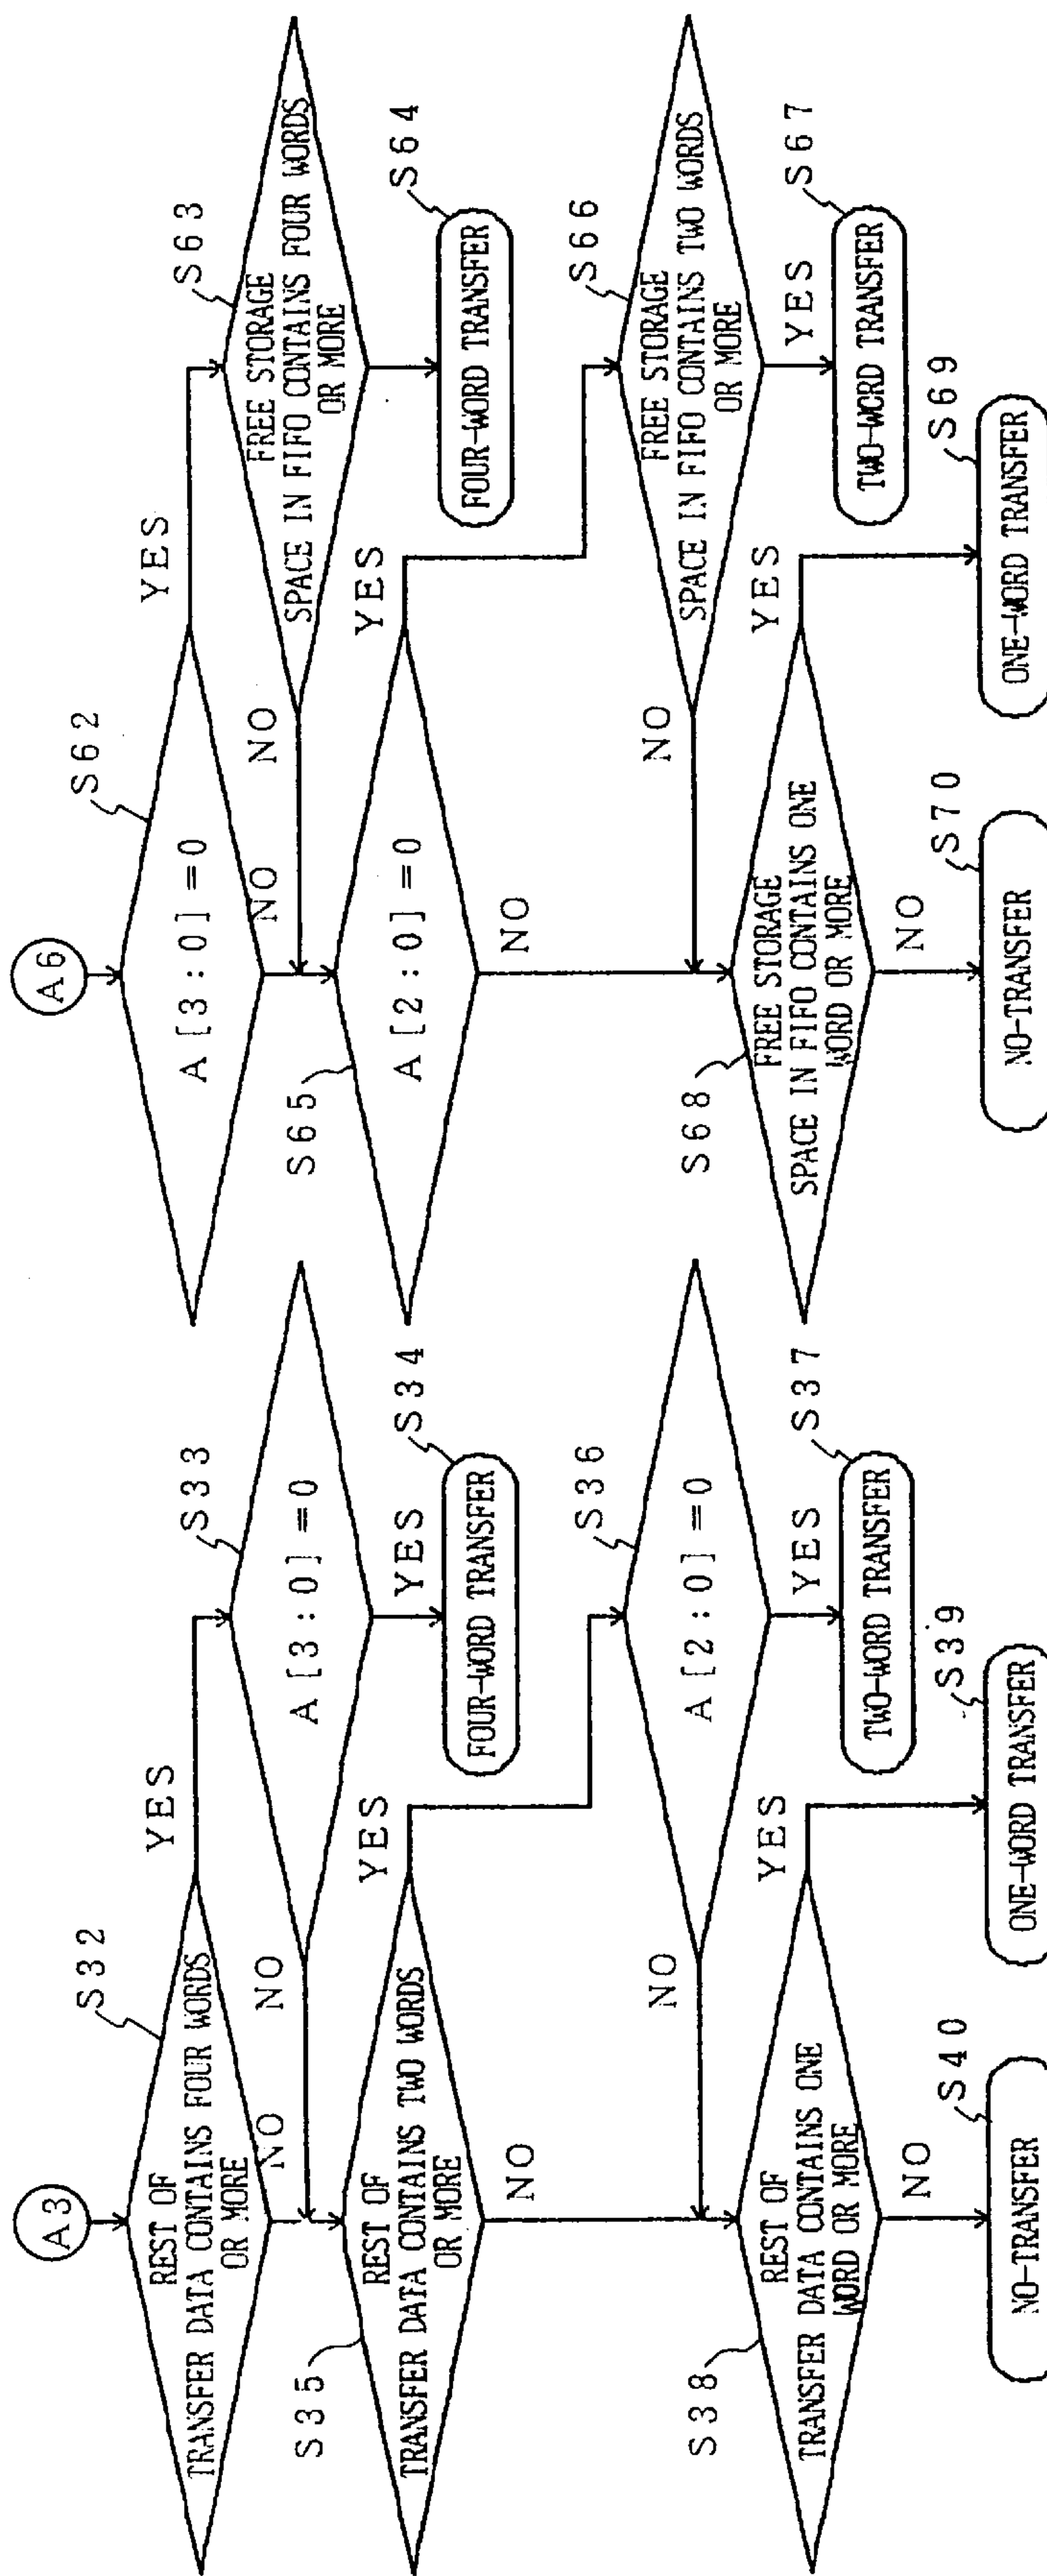 A3
S32
REST OF
TRANSFER DATA CONTAINS FOUR WORDS
OR MORE
YES
NO
S33
A[3:0]=0
NO
YES
S34
FOUR-WORD TRANSFER
S35
REST OF
TRANSFER DATA CONTAINS TWO WORDS
OR MORE
YES
NO
S36
A[2:0]=0
NO
YES
S37
TWO-WORD TRANSFER
S38
REST OF
TRANSFER DATA CONTAINS ONE
WORD OR MORE
YES
NO
S39
ONE-WORD TRANSFER
S40
NO-TRANSFER
A6
S62
A[3:0]=0
YES
NO
S63
FREE STORAGE
SPACE IN FIFO CONTAINS FOUR WORDS
OR MORE
NO
S64
FOUR-WORD TRANSFER
S65
A[2:0]=0
YES
NO
S66
FREE STORAGE
SPACE IN FIFO CONTAINS TWO WORDS
OR MORE
NO
YES
S67
TWO-WORD TRANSFER
S68
FREE STORAGE
SPACE IN FIFO CONTAINS ONE
WORD OR MORE
YES
NO
S69
ONE-WORD TRANSFER
S70
NO-TRANSFER